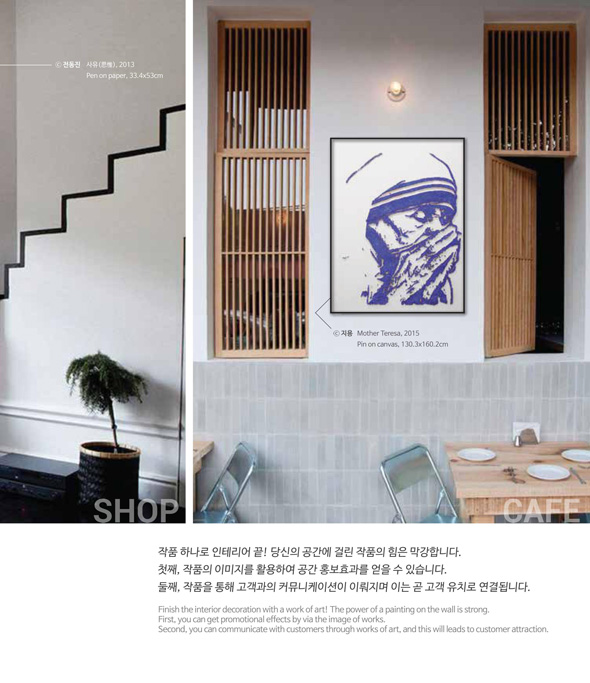 ⓒ 전동진 사유(思惟), 2013
Pen on paper, 33.4x53cm
ⓒ 지용 Mother Teresa, 2015
Pin on canvas, 130.3x160.2cm
SHOP
CAFE
작품 하나로 인테리어 끝! 당신의 공간에 걸린 작품의 힘은 막강합니다.
첫째, 작품의 이미지를 활용하여 공간 홍보효과를 얻을 수 있습니다.
둘째, 작품을 통해 고객과의 커뮤니케이션이 이뤄지며 이는 곧 고객 유치로 연결됩니다.
Finish the interior decoration with a work of art! The power of a painting on the wall is strong.
First, you can get promotional effects by via the image of works.
Second, you can communicate with customers through works of art, and this will leads to customer attraction.